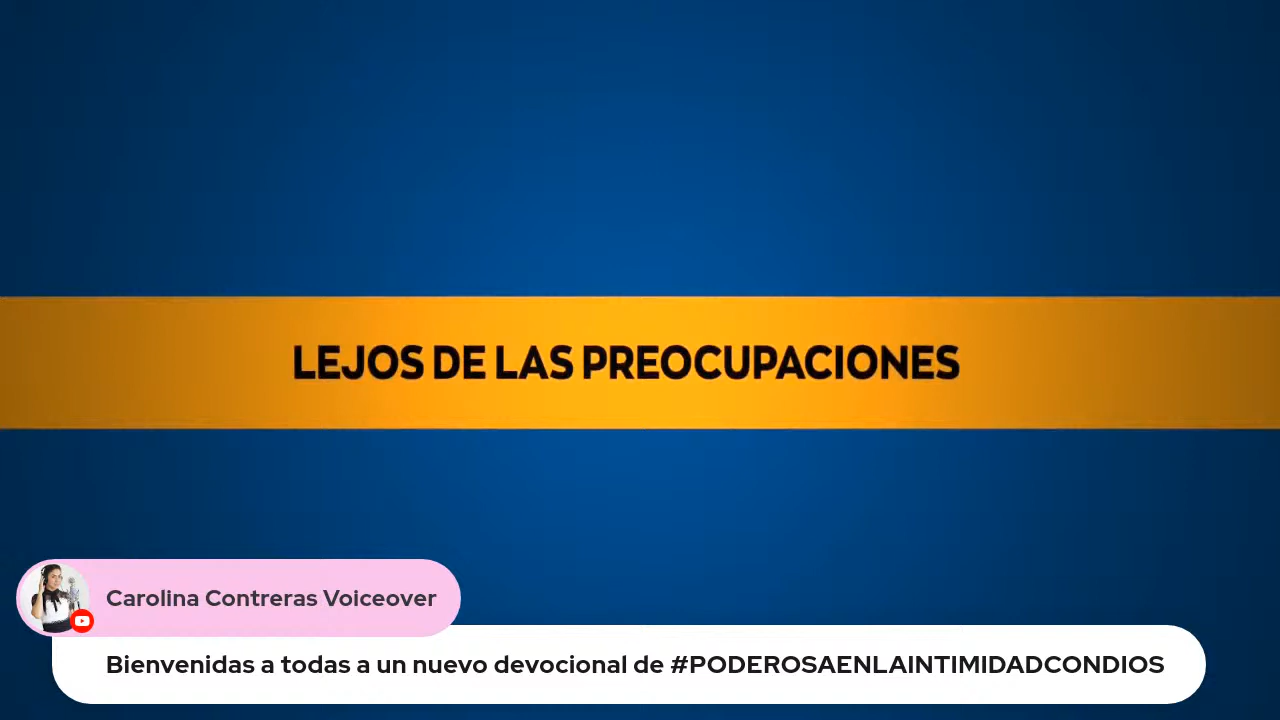 LEJOS DE LAS PREOCUPACIONES
Carolina Contreras Voiceover
Bienvenidas a todas a un nuevo devocional de #PODEROSAENLAINTIMIDADCONDIOS